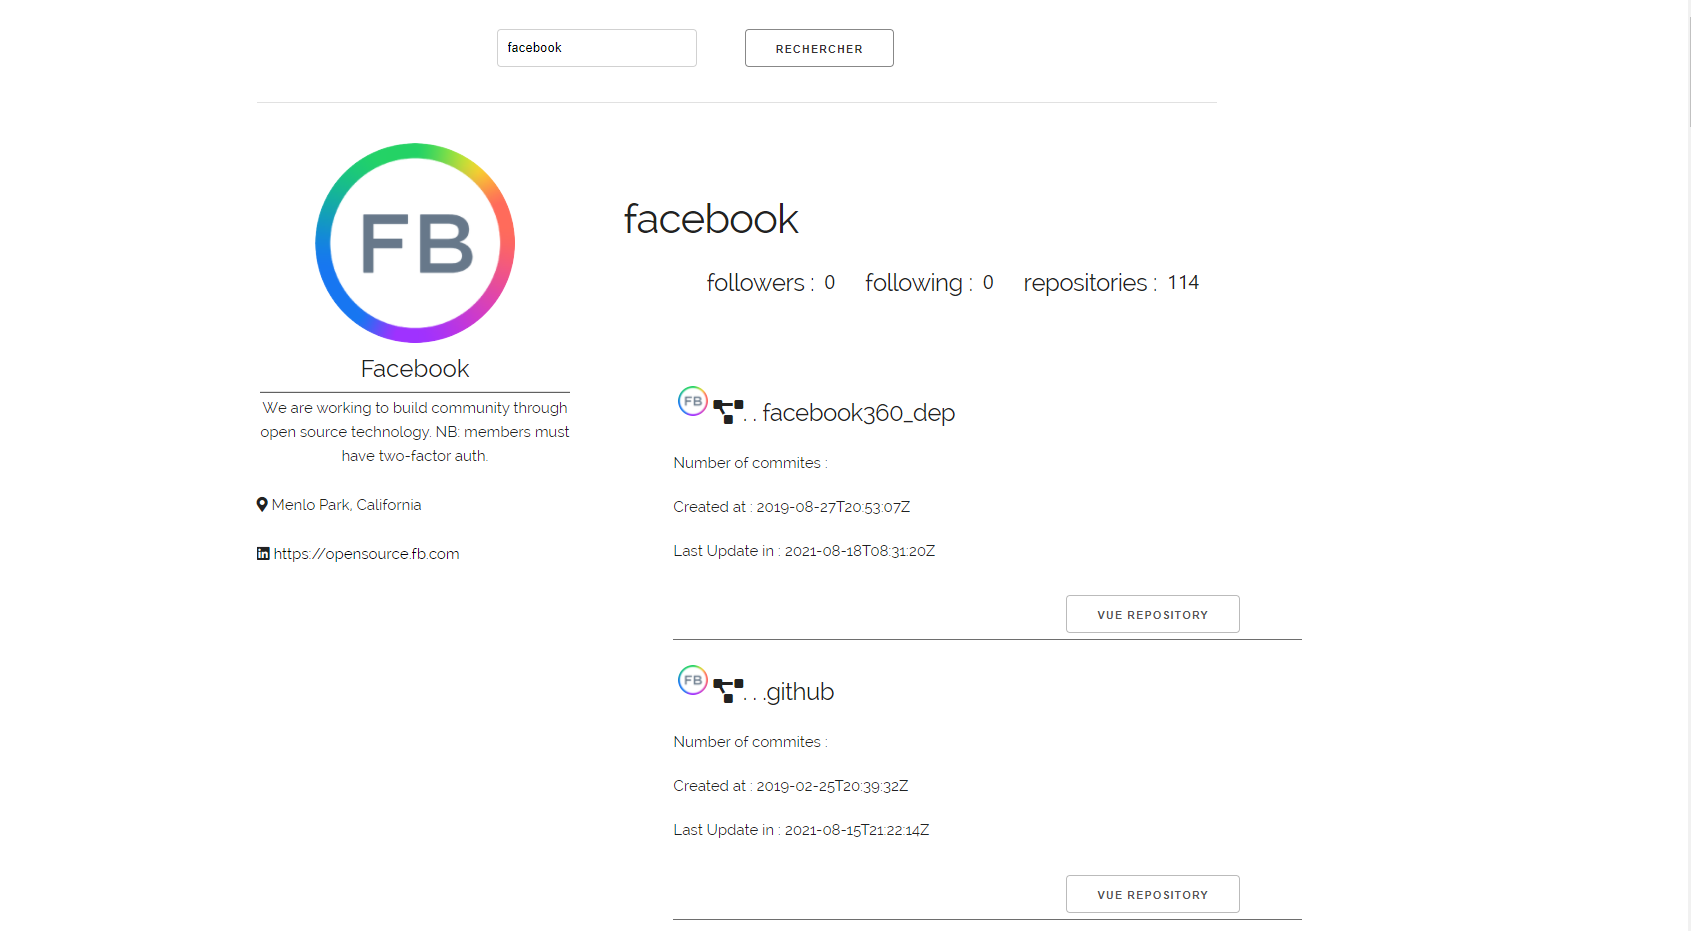 facebook
RECHERCHER
FB
facebook
followers : 0 following : 0 repositories : 114
Facebook
We are working to build community through
open source technology. NB: members must
have two-factor auth.
Menlo Park, California
https://opensource.fb.com
FB . . facebook360_dep
Number of commites :
Created at : 2019-08-27T20:53:07Z
Last Update in : 2021-08-18T08:31:20Z
VUE REPOSITORY
FB . . .github
Number of commites :
Created at : 2019-02-25T20:39:32Z
Last Update in : 2021-08-15T21:22:14Z
VUE REPOSITORY